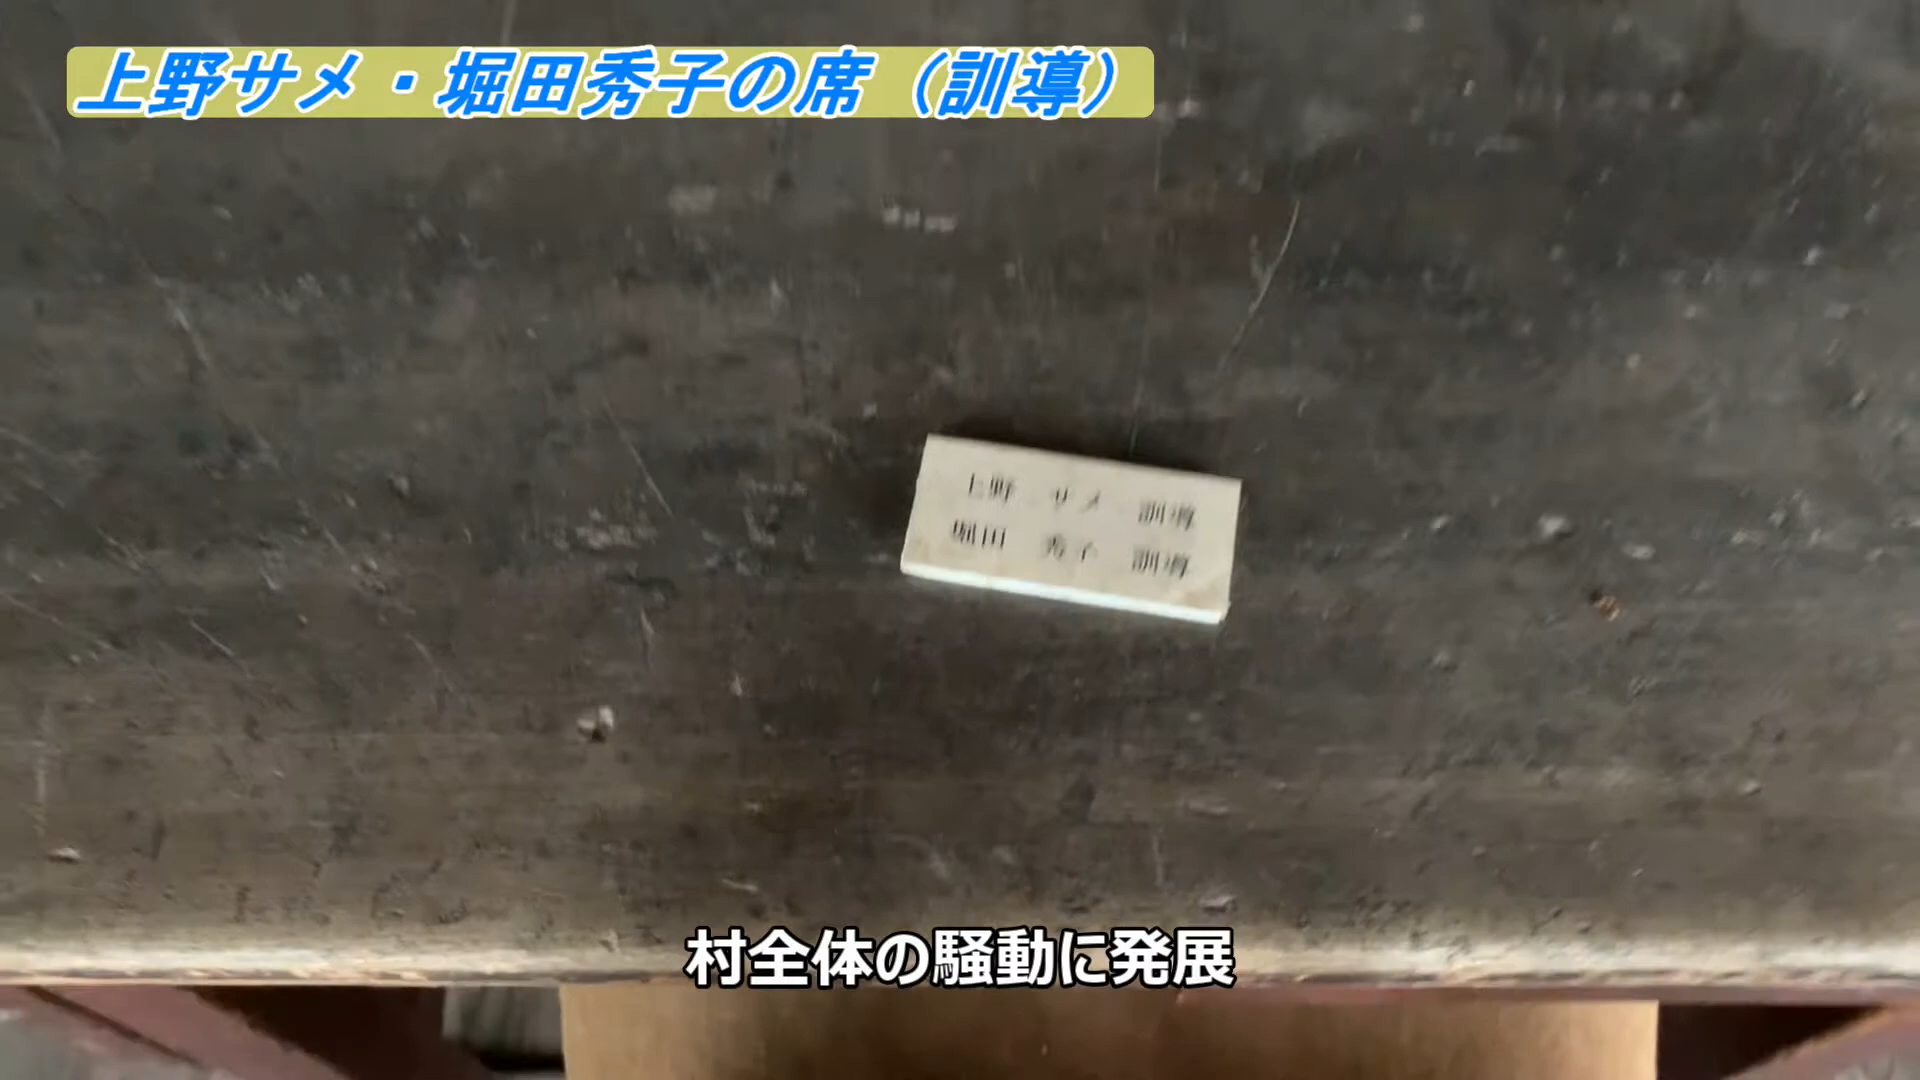 上野サメ・堀田秀子の席（訓導）
上野 サメ 訓導
堀田 秀子 訓導
村全体の騒動に発展